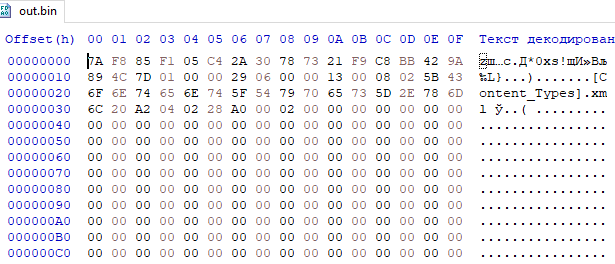 out.bin
Offset(h) 00 01 02 03 04 05 06 07 08 09 0A 0B 0C 0D 0E 0F Текст декодирован
00000000 7A F8 85 F1 05 C4 2A 30 78 73 21 F9 C8 BB 42 9A zш…с.Д*0xs!щИ»Bљ
00000010 89 4C 7D 01 00 00 29 06 00 00 13 00 08 02 5B 43 ‰L}...).......[C
00000020 6F 6E 74 65 6E 74 5F 54 79 70 65 73 5D 2E 78 6D ontent_Types].xm
00000030 6C 20 A2 04 02 28 A0 00 02 00 00 00 00 00 00 00 l ў..( .........
00000040 00 00 00 00 00 00 00 00 00 00 00 00 00 00 00 00 ................
00000050 00 00 00 00 00 00 00 00 00 00 00 00 00 00 00 00 ................
00000060 00 00 00 00 00 00 00 00 00 00 00 00 00 00 00 00 ................
00000070 00 00 00 00 00 00 00 00 00 00 00 00 00 00 00 00 ................
00000080 00 00 00 00 00 00 00 00 00 00 00 00 00 00 00 00 ................
00000090 00 00 00 00 00 00 00 00 00 00 00 00 00 00 00 00 ................
000000A0 00 00 00 00 00 00 00 00 00 00 00 00 00 00 00 00 ................
000000B0 00 00 00 00 00 00 00 00 00 00 00 00 00 00 00 00 ................
000000C0 00 00 00 00 00 00 00 00 00 00 00 00 00 00 00 00 ................